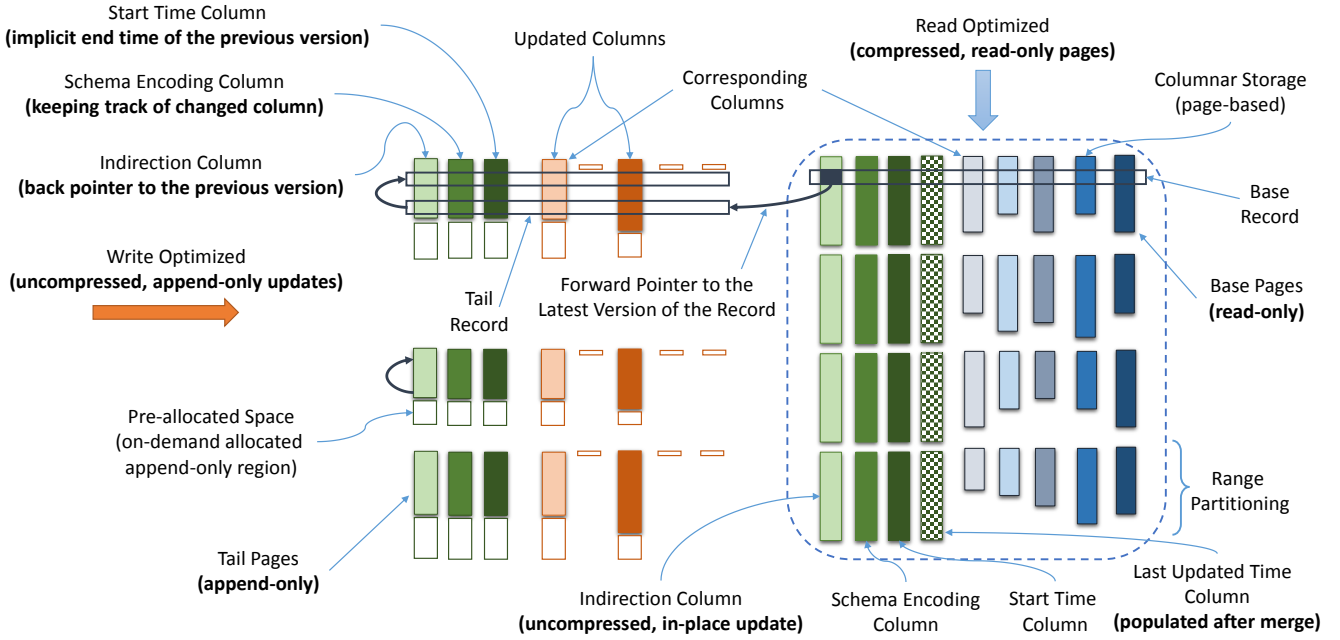 Start Time Column
(implicit end time of the previous version)
Updated Columns
Read Optimized
(compressed, read-only pages)
Schema Encoding Column
(keeping track of changed column)
Corresponding
Columns
Columnar Storage
(page-based)
Indirection Column
(back pointer to the previous version)
Base
Record
Write Optimized
(uncompressed, append-only updates)
Tail
Record
Forward Pointer to the
Latest Version of the Record
Base Pages
(read-only)
Pre-allocated Space
(on-demand allocated
append-only region)
Range
Partitioning
Tail Pages
(append-only)
Indirection Column
(uncompressed, in-place update)
Schema Encoding
Column
Start Time
Column
Last Updated Time
Column
(populated after merge)